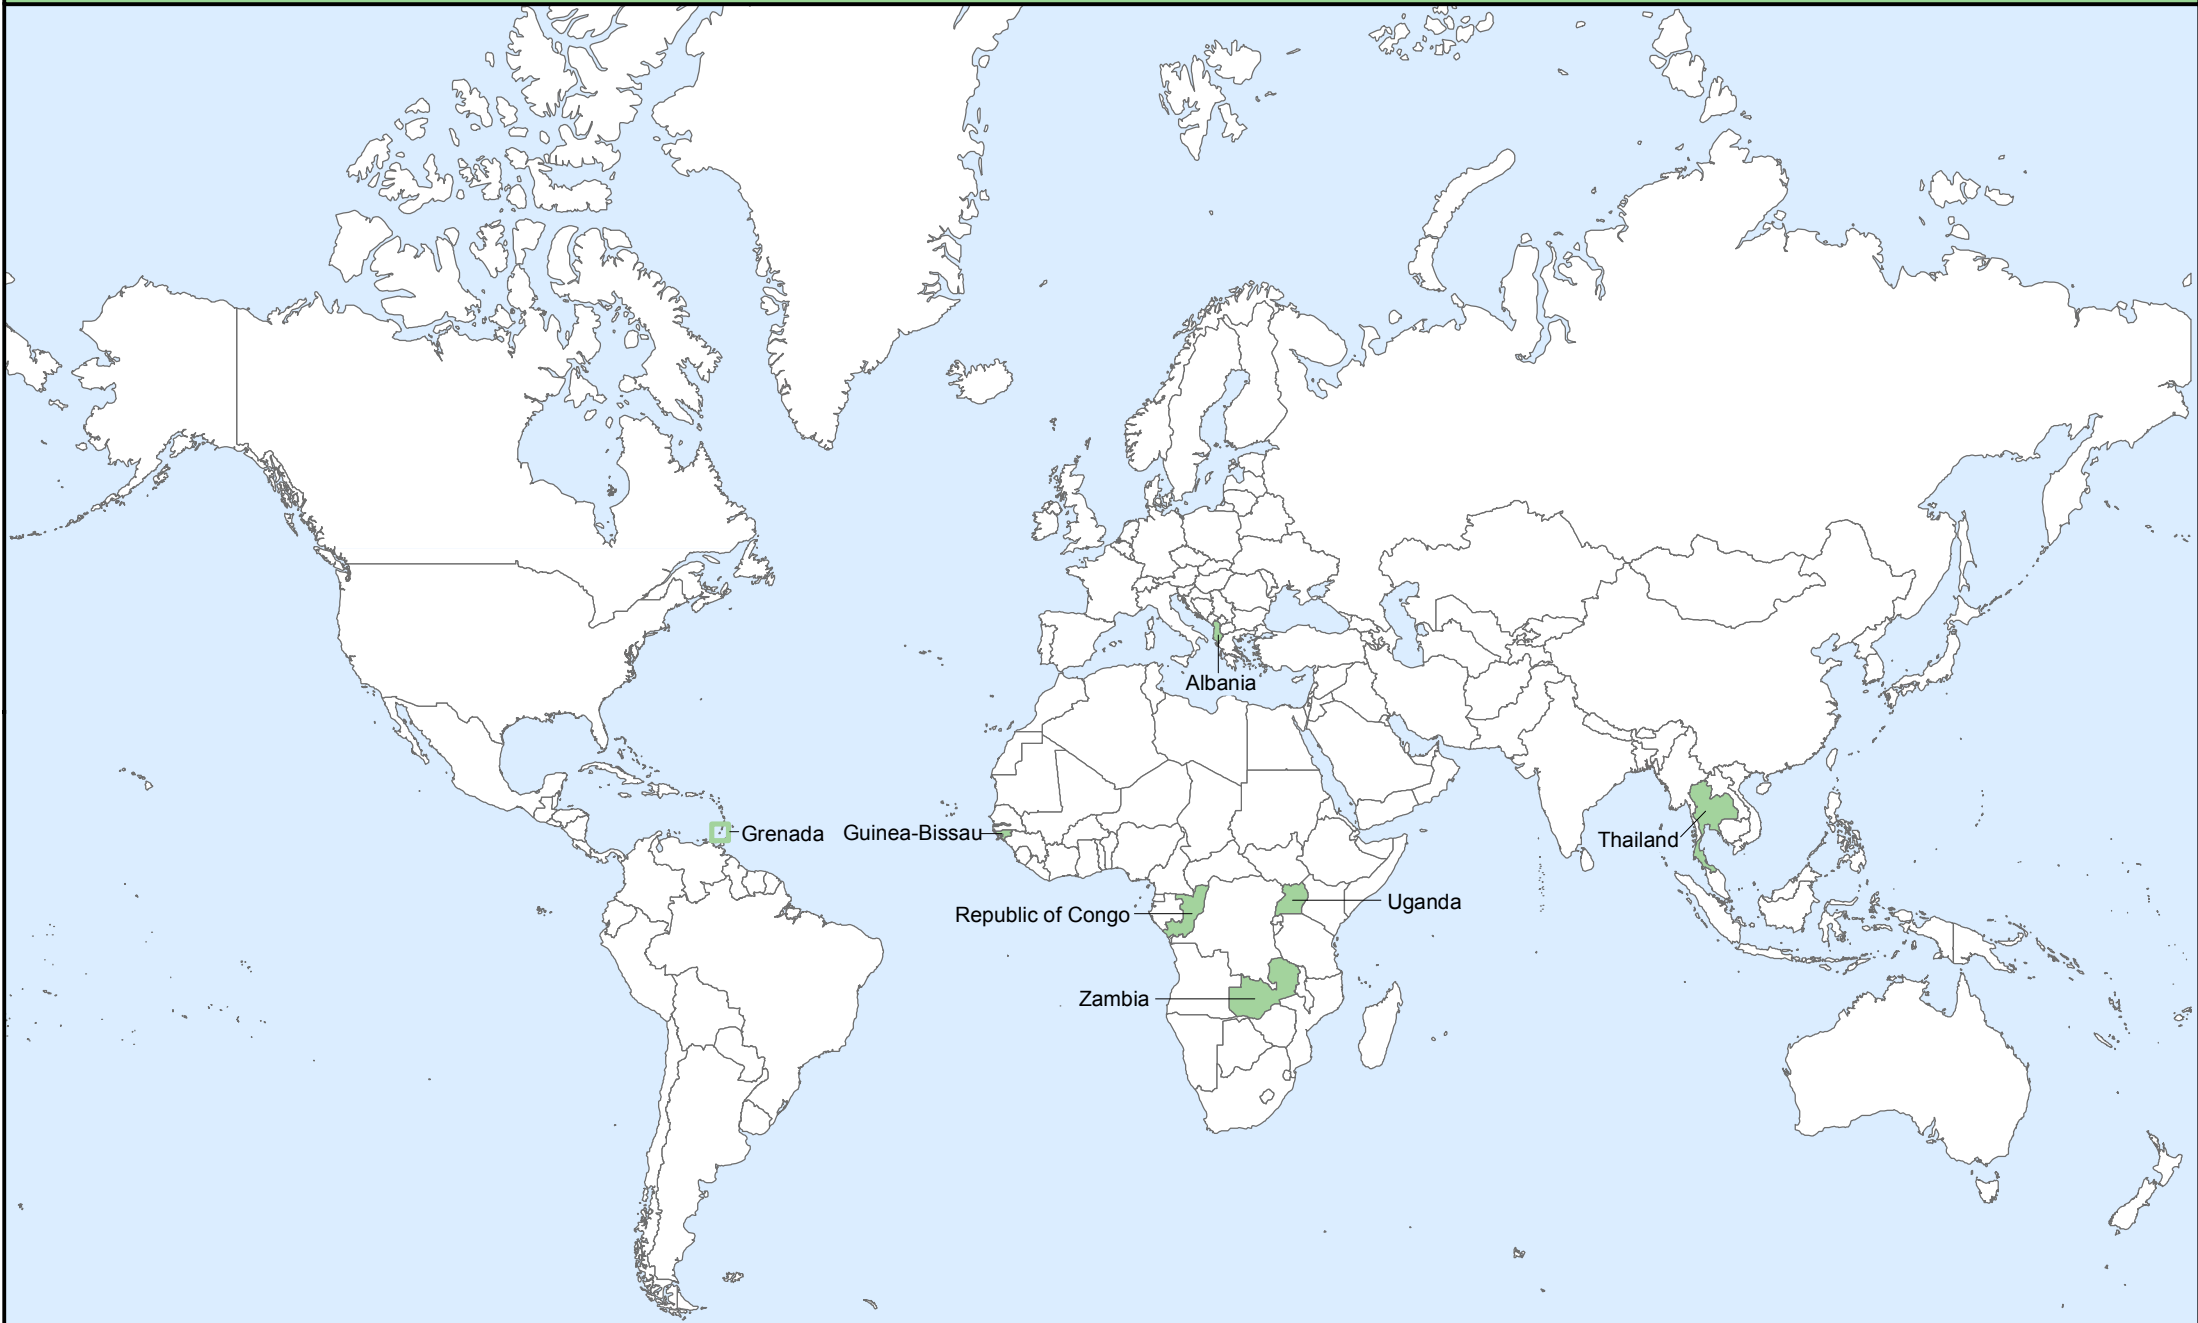 Albania
Grenada
Guinea-Bissau
Thailand
Uganda
Republic of Congo
Zambia